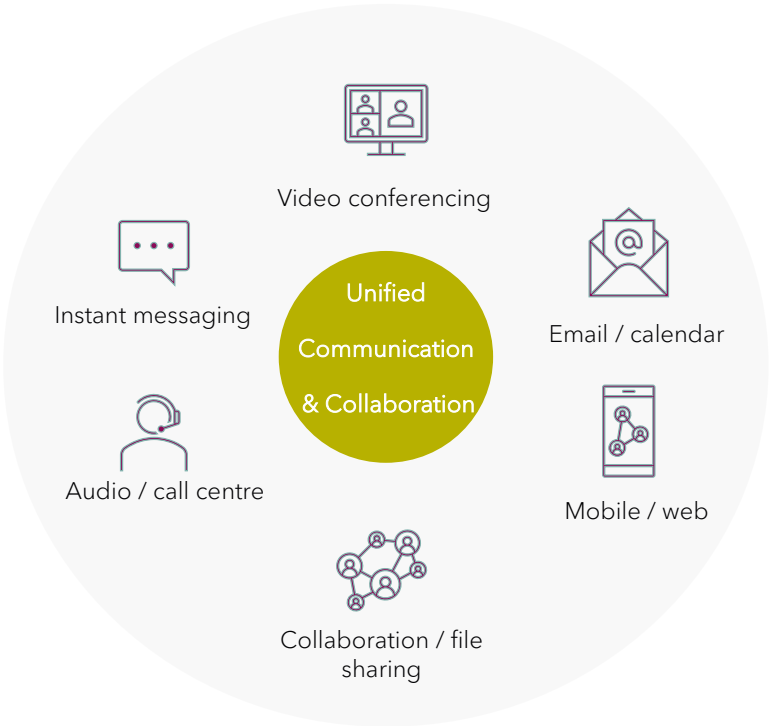 Video conferencing
Instant messaging
Unified
Communication
& Collaboration
Email / calendar
Audio / call centre
Mobile / web
Collaboration / file
sharing